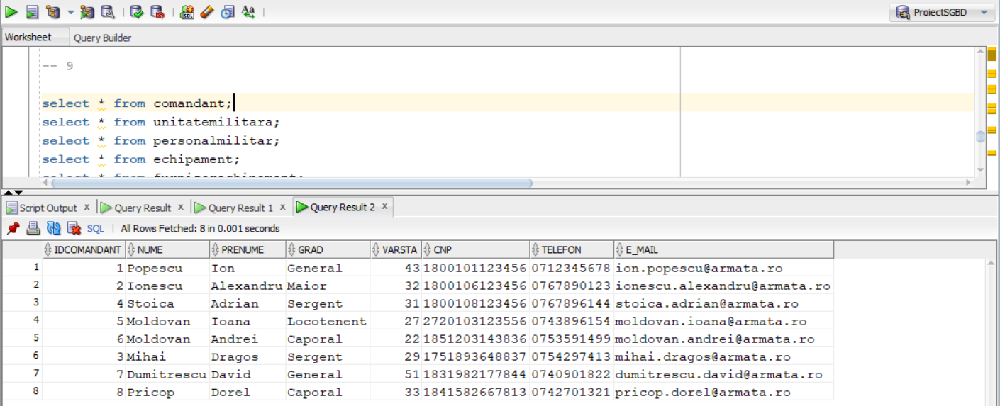 ProiectSGBD
Worksheet Query Builder
-- 9
select * from comandant;
select * from unitatemilitara;
select * from personalmilitar;
select * from echipament;
select * from furnizorechipament;
Script Output x Query Result x Query Result 1 x Query Result 2 x
SQL | All Rows Fetched: 8 in 0.001 seconds
IDCOMANDANT NUME PRENUME GRAD VARSTA CNP TELEFON E_MAIL
1 1 Popescu Ion General 43 1800101123456 0712345678 ion.popescu@armata.ro
2 2 Ionescu Alexandru Maior 32 1800106123456 0767890123 ionescu.alexandru@armata.ro
3 4 Stoica Adrian Sergent 31 1800108123456 0767896144 stoica.adrian@armata.ro
4 5 Moldovan Ioana Locotenent 27 2720103123556 0743896154 moldovan.ioana@armata.ro
5 6 Moldovan Andrei Caporal 22 1851203143836 0753591499 moldovan.andrei@armata.ro
6 3 Mihai Dragos Sergent 29 1751893648837 0754297413 mihai.dragos@armata.ro
7 7 Dumitrescu David General 51 1831982177844 0740901822 dumitrescu.david@armata.ro
8 8 Pricop Dorel Caporal 33 1841582667813 0742701321 pricop.dorel@armata.ro